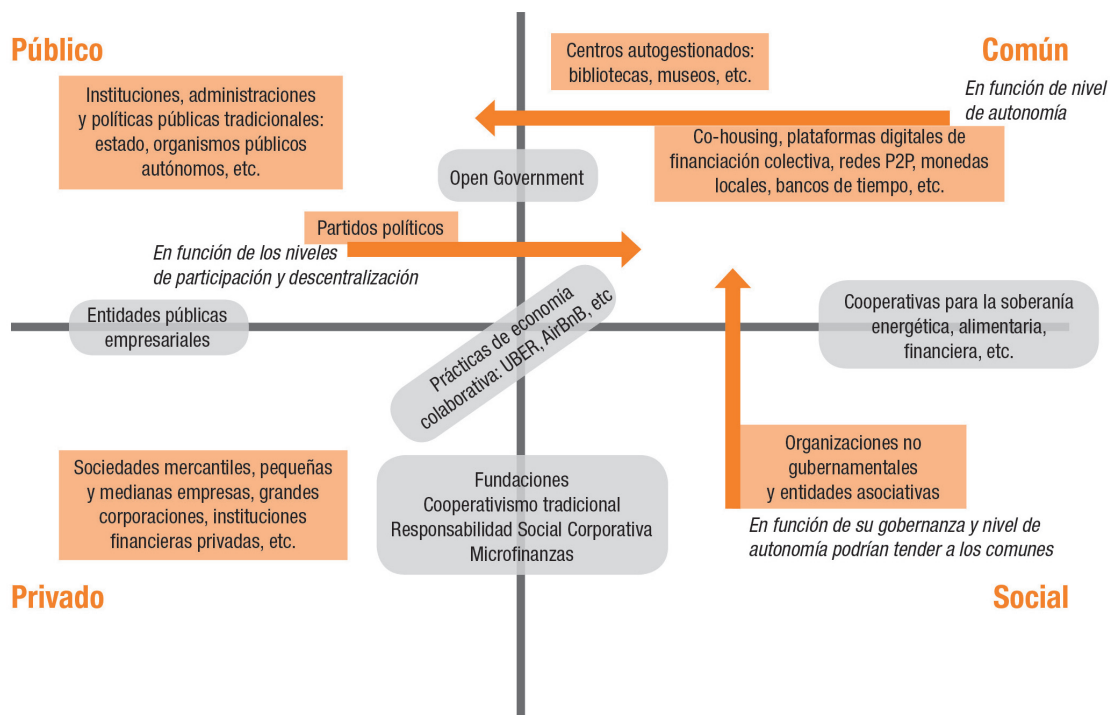 Público
Instituciones, administraciones
y políticas públicas tradicionales:
estado, organismos públicos
autónomos, etc.
Centros autogestionados:
bibliotecas, museos, etc.
Común
En función de nivel
de autonomía
Co-housing, plataformas digitales de
financiación colectiva, redes P2P, monedas
locales, bancos de tiempo, etc.
Open Government
Partidos políticos
En función de los niveles
de participación y descentralización
Entidades públicas
empresariales
Prácticas de economía
colaborativa: UBER, AirBnB, etc
Cooperativas para la soberanía
energética, alimentaria,
financiera, etc.
Sociedades mercantiles, pequeñas
y medianas empresas, grandes
corporaciones, instituciones
financieras privadas, etc.
Fundaciones
Cooperativismo tradicional
Responsabilidad Social Corporativa
Microfinanzas
Organizaciones no
gubernamentales
y entidades asociativas
En función de su gobernanza y nivel de
autonomía podrían tender a los comunes
Privado
Social